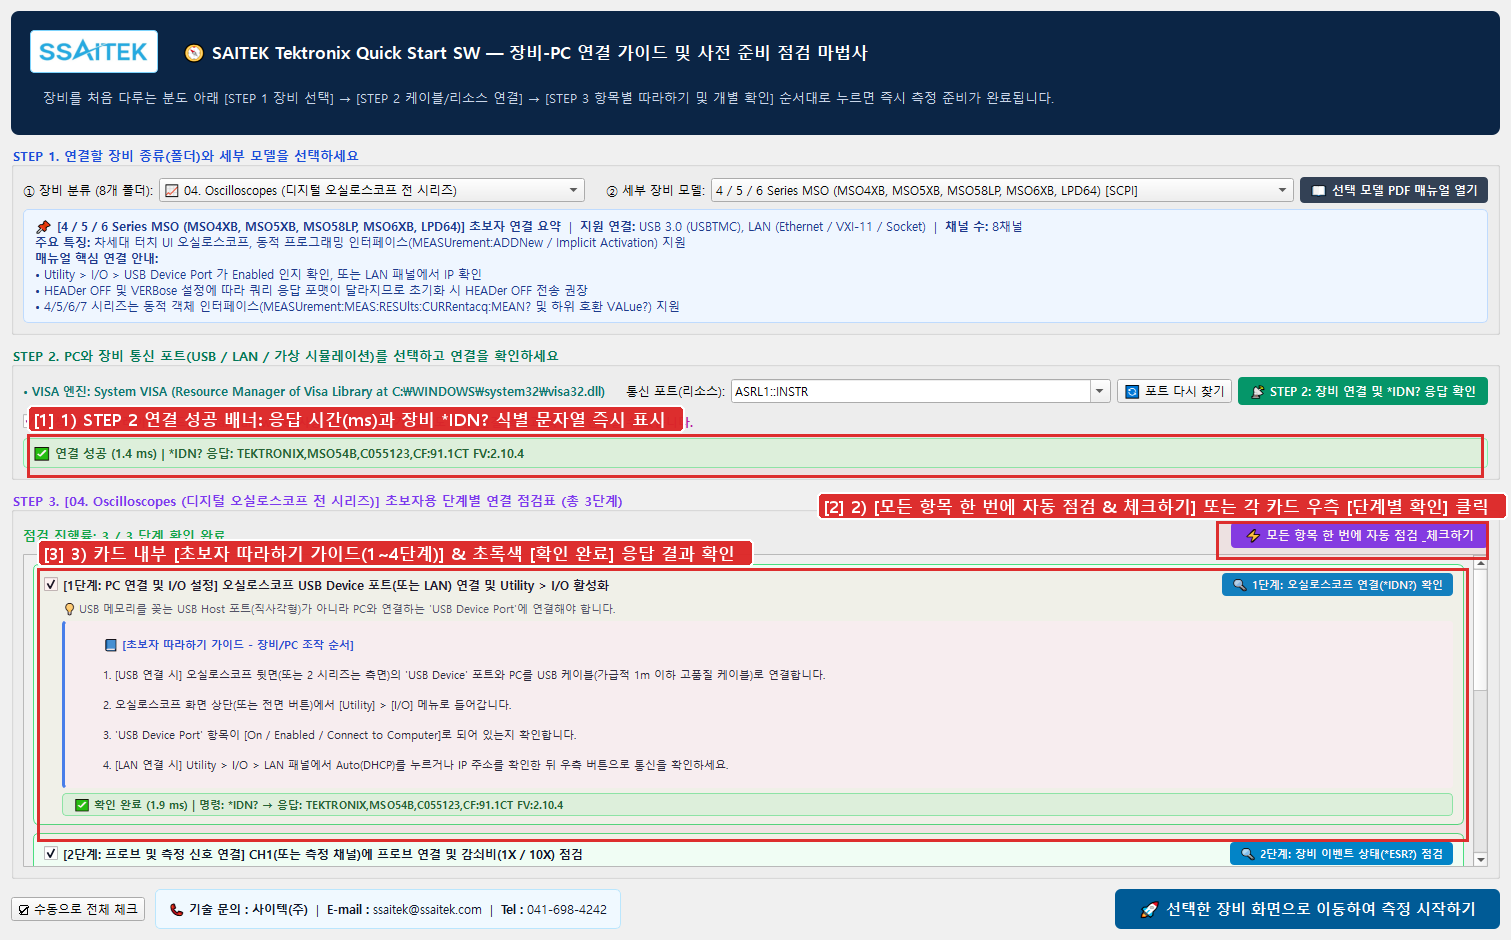 SSAITEK
SAITEK Tektronix Quick Start SW — 장비-PC 연결 가이드 및 사전 준비 점검 마법사
장비를 처음 다루는 분도 아래 [STEP 1 장비 선택] → [STEP 2 케이블/리소스 연결] → [STEP 3 항목별 따라하기 및 개별 확인] 순서대로 누르면 즉시 측정 준비가 완료됩니다.
STEP 1. 연결할 장비 종류(폴더)와 세부 모델을 선택하세요
① 장비 분류 (8개 폴더): 04. Oscilloscopes (디지털 오실로스코프 전 시리즈) ② 세부 장비 모델: 4 / 5 / 6 Series MSO (MSO4XB, MSO5XB, MSO58LP, MSO6XB, LPD64) [SCPI] 선택 모델 PDF 매뉴얼 열기
[4 / 5 / 6 Series MSO (MSO4XB, MSO5XB, MSO58LP, MSO6XB, LPD64)] 초보자 연결 요약 | 지원 연결: USB 3.0 (USBTMC), LAN (Ethernet / VXI-11 / Socket) | 채널 수: 8채널
주요 특징: 차세대 터치 UI 오실로스코프, 동적 프로그래밍 인터페이스(MEASUrement:ADDNew / Implicit Activation) 지원
매뉴얼 핵심 연결 안내:
• Utility > I/O > USB Device Port 가 Enabled 인지 확인, 또는 LAN 패널에서 IP 확인
• HEADer OFF 및 VERBose 설정에 따라 쿼리 응답 포맷이 달라지므로 초기화 시 HEADer OFF 전송 권장
• 4/5/6/7 시리즈는 동적 객체 인터페이스(MEASUrement:MEAS:RESUlts:CURRentacq:MEAN? 및 하위 호환 VALue?) 지원
STEP 2. PC와 장비 통신 포트(USB / LAN / 가상 시뮬레이션)를 선택하고 연결을 확인하세요
• VISA 엔진: System VISA (Resource Manager of Visa Library at C:₩WINDOWS₩system32₩visa32.dll) 통신 포트(리소스): ASRL1::INSTR 포트 다시 찾기 STEP 2: 장비 연결 및 *IDN? 응답 확인
[1] 1) STEP 2 연결 성공 배너: 응답 시간(ms)과 장비 *IDN? 식별 문자열 즉시 표시
연결 성공 (1.4 ms) | *IDN? 응답: TEKTRONIX,MSO54B,C055123,CF:91.1CT FV:2.10.4
STEP 3. [04. Oscilloscopes (디지털 오실로스코프 전 시리즈)] 초보자용 단계별 연결 점검표 (총 3단계)
[2] 2) [모든 항목 한 번에 자동 점검 & 체크하기] 또는 각 카드 우측 [단계별 확인] 클릭
점검 진행률: 3 / 3 단계 확인 완료
모든 항목 한 번에 자동 점검 _체크하기
[3] 3) 카드 내부 [초보자 따라하기 가이드(1~4단계)] & 초록색 [확인 완료] 응답 결과 확인
[1단계: PC 연결 및 I/O 설정] 오실로스코프 USB Device 포트(또는 LAN) 연결 및 Utility > I/O 활성화
1단계: 오실로스코프 연결(*IDN?) 확인
USB 메모리를 꽂는 USB Host 포트(직사각형)가 아니라 PC와 연결하는 'USB Device Port'에 연결해야 합니다.
[초보자 따라하기 가이드 - 장비/PC 조작 순서]
1. [USB 연결 시] 오실로스코프 뒷면(또는 2 시리즈는 측면)의 'USB Device' 포트와 PC를 USB 케이블(가급적 1m 이하 고품질 케이블)로 연결합니다.
2. 오실로스코프 화면 상단(또는 전면 버튼)에서 [Utility] > [I/O] 메뉴로 들어갑니다.
3. 'USB Device Port' 항목이 [On / Enabled / Connect to Computer]로 되어 있는지 확인합니다.
4. [LAN 연결 시] Utility > I/O > LAN 패널에서 Auto(DHCP)를 누르거나 IP 주소를 확인한 뒤 우측 버튼으로 통신을 확인하세요.
확인 완료 (1.9 ms) | 명령: *IDN? → 응답: TEKTRONIX,MSO54B,C055123,CF:91.1CT FV:2.10.4
[2단계: 프로브 및 측정 신호 연결] CH1(또는 측정 채널)에 프로브 연결 및 감쇠비(1X / 10X) 점검
2단계: 장비 이벤트 상태(*ESR?) 점검
수동으로 전체 체크
기술 문의 : 사이텍(주) | E-mail : ssaitek@ssaitek.com | Tel : 041-698-4242
선택한 장비 화면으로 이동하여 측정 시작하기